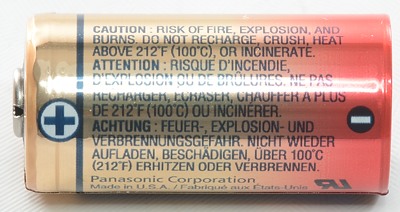 CAUTION : RISK OF FIRE, EXPLOSION, AND
BURNS. DO NOT RECHARGE, CRUSH, HEAT
ABOVE 212°F (100°C), OR INCINERATE.
ATTENTION : RISQUE D'INCENDIE,
D'EXPLOSION OU DE BRÛLURES. NE PAS
RECHARGER, ÉCRASER, CHAUFFER À PLUS
DE 212°F (100°C) OU INCINÉRER.
ACHTUNG : FEUER-, EXPLOSION- UND
VERBRENNUNGSGEFAHR. NICHT WIEDER
AUFLADEN, BESCHÄDIGEN, ÜBER 100°C
(212°F) ERHITZEN ODER VERBRENNEN.
Panasonic Corporation
Made in U.S.A. / Fabriqué aux États-Unis